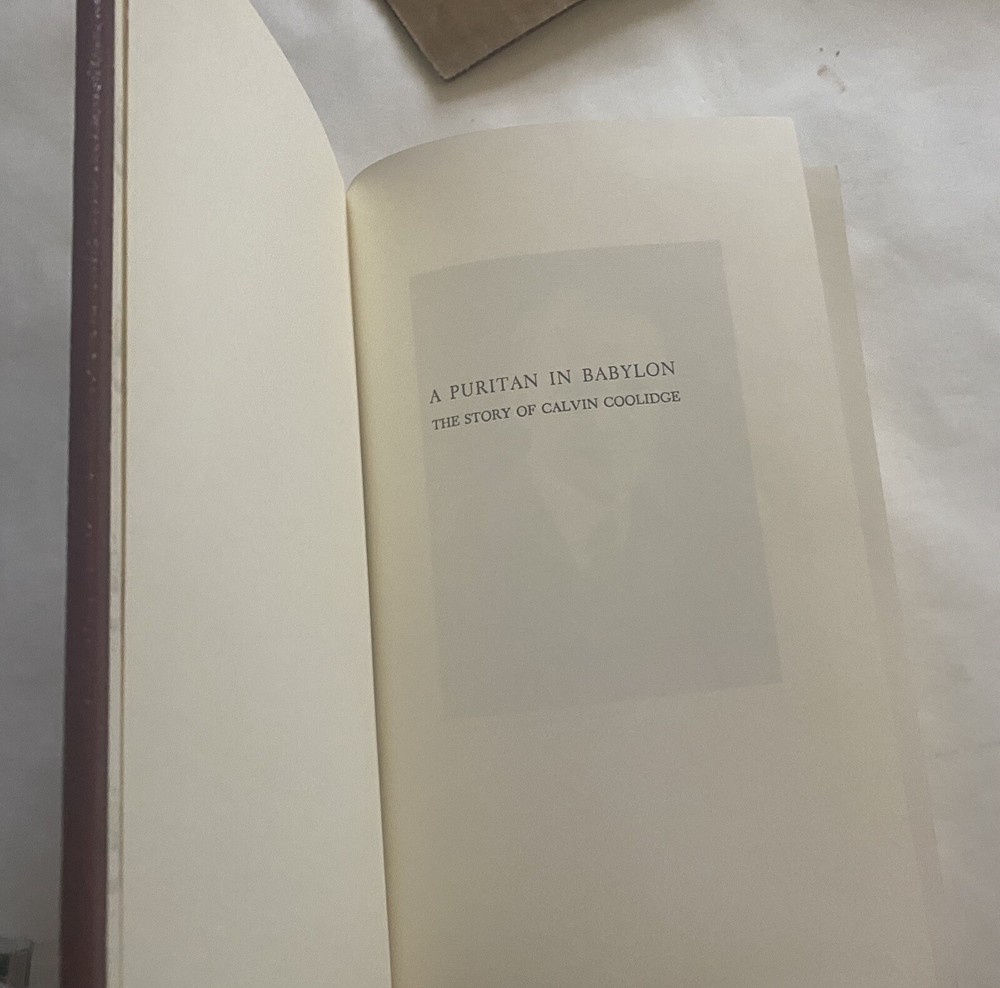 A PURITAN IN BABYLON
THE STORY OF CALVIN COOLIDGE